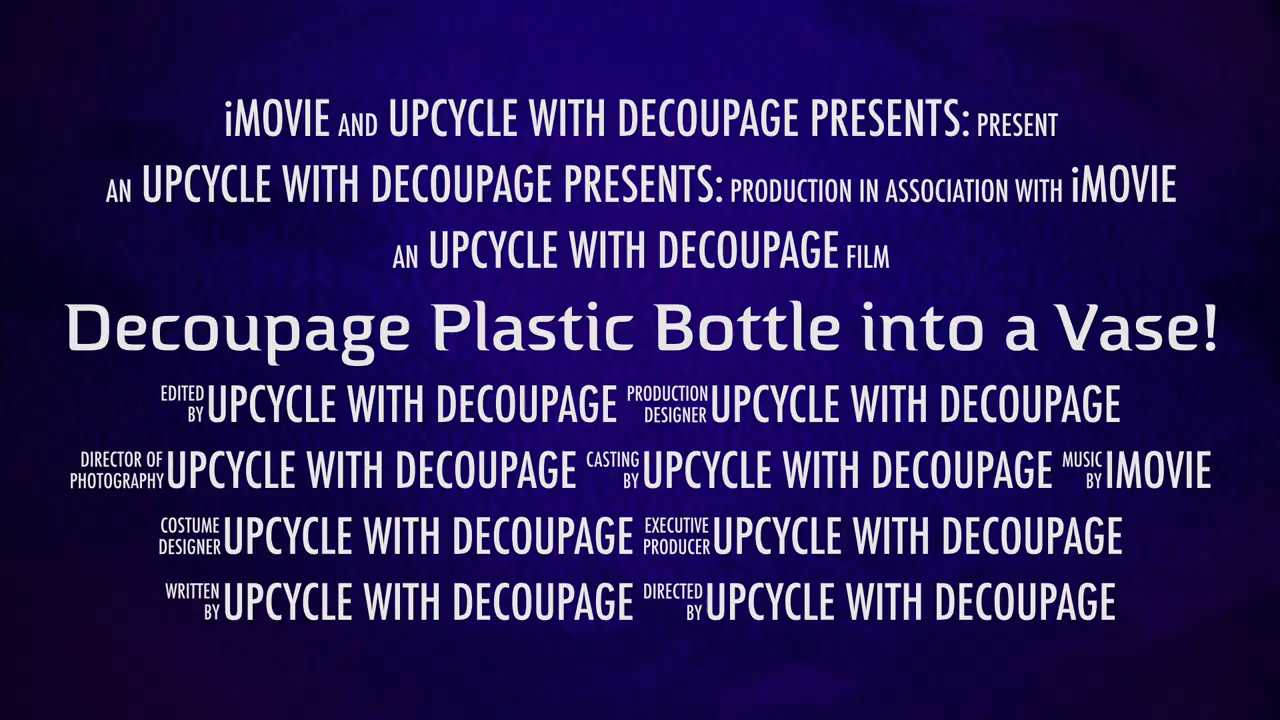 iMOVIE AND UPCYCLE WITH DECOUPAGE PRESENTS: PRESENT
AN UPCYCLE WITH DECOUPAGE PRESENTS: PRODUCTION IN ASSOCIATION WITH iMOVIE
AN UPCYCLE WITH DECOUPAGE FILM
Decoupage Plastic Bottle into a Vase!
EDITED BY UPCYCLE WITH DECOUPAGE PRODUCTION DESIGNER UPCYCLE WITH DECOUPAGE
DIRECTOR OF PHOTOGRAPHY UPCYCLE WITH DECOUPAGE CASTING BY UPCYCLE WITH DECOUPAGE MUSIC BY IMOVIE
COSTUME DESIGNER UPCYCLE WITH DECOUPAGE EXECUTIVE PRODUCER UPCYCLE WITH DECOUPAGE
WRITTEN BY UPCYCLE WITH DECOUPAGE DIRECTED BY UPCYCLE WITH DECOUPAGE